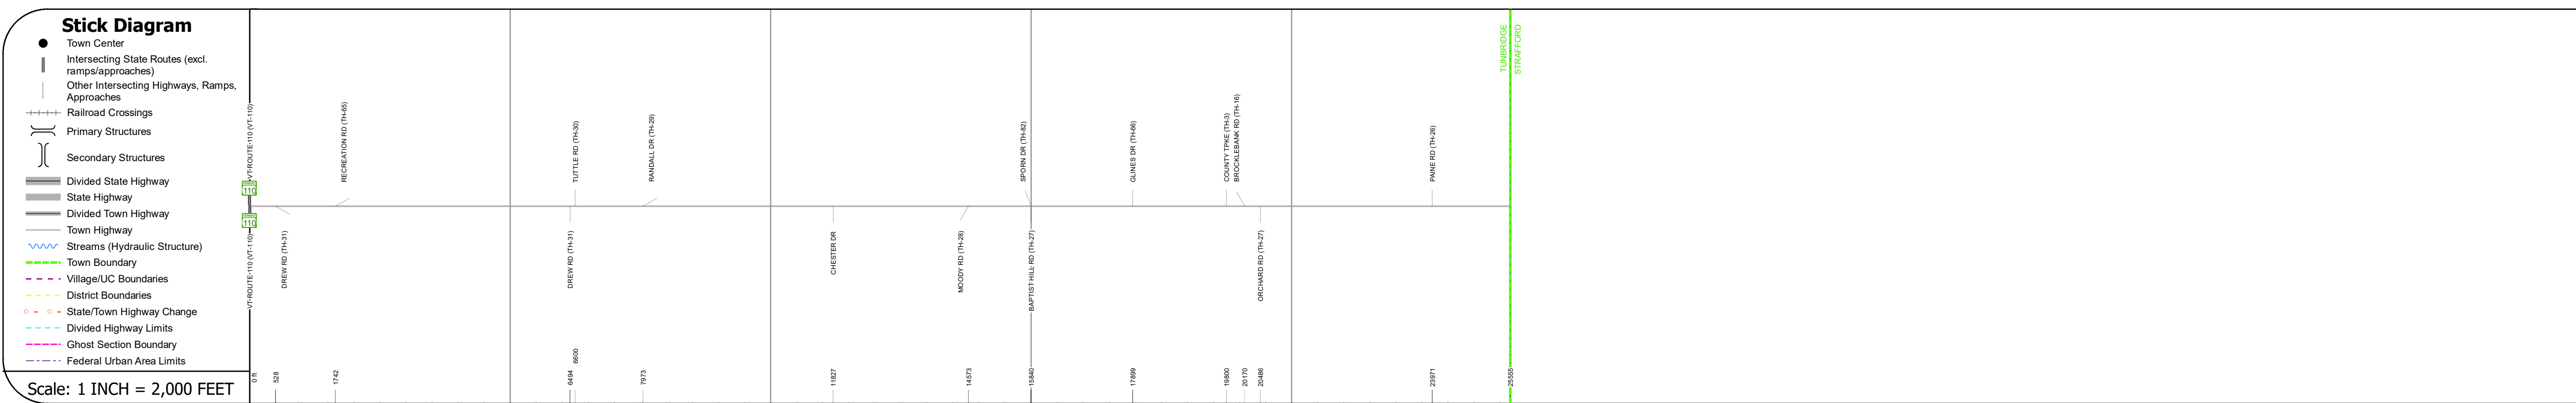 Stick Diagram
Town Center
Intersecting State Routes (excl.
ramps/approaches)
Other Intersecting Highways, Ramps,
Approaches
Railroad Crossings
Primary Structures
Secondary Structures
Divided State Highway
State Highway
Divided Town Highway
Town Highway
Streams (Hydraulic Structure)
Town Boundary
Village/UC Boundaries
District Boundaries
State/Town Highway Change
Divided Highway Limits
Ghost Section Boundary
Federal Urban Area Limits
Scale: 1 INCH = 2,000 FEET
VT-ROUTE-110 (VT-110)
110
110
VT-ROUTE-110 (VT-110)
DREW RD (TH-31)
RECREATION RD (TH-65)
DREW RD (TH-31)
TUTTLE RD (TH-30)
RANDALL DR (TH-29)
CHESTER DR
MOODY RD (TH-28)
SPORN DR (TH-82)
BAPTIST HILL RD (TH-27)
GLINES DR (TH-66)
COUNTY TPKE (TH-3)
BROCKLEBANK RD (TH-16)
ORCHARD RD (TH-27)
PAINE RD (TH-26)
TUNBRIDGE
STRAFFORD
0 ft
528
1742
6494
6600
7973
11827
14573
15840
17899
19800
20170
20486
23971
25555